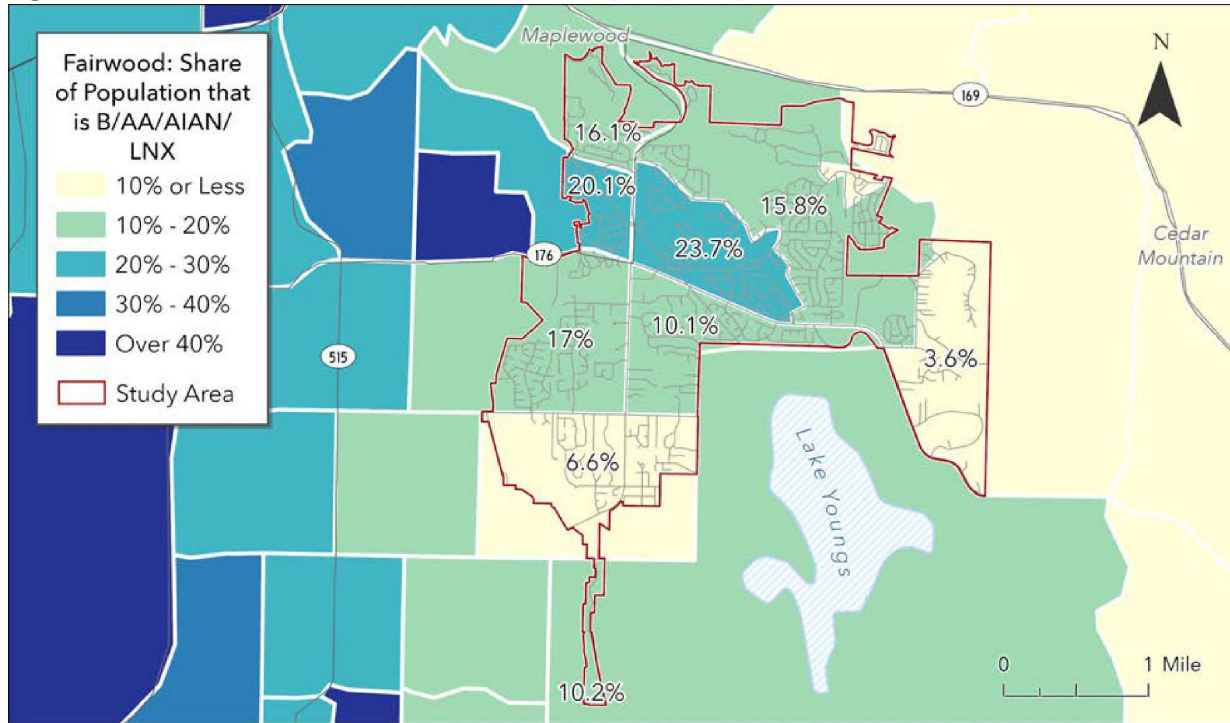 Fairwood: Share
of Population that
is B/AA/AIAN/
LNX
10% or Less
10% - 20%
20% - 30%
30% - 40%
Over 40%
Study Area
Maplewood
N
169
16.1%
20.1%
15.8%
23.7%
Cedar
Mountain
176
17%
10.1%
515
3.6%
6.6%
Lake Youngs
10.2%
0
1 Mile